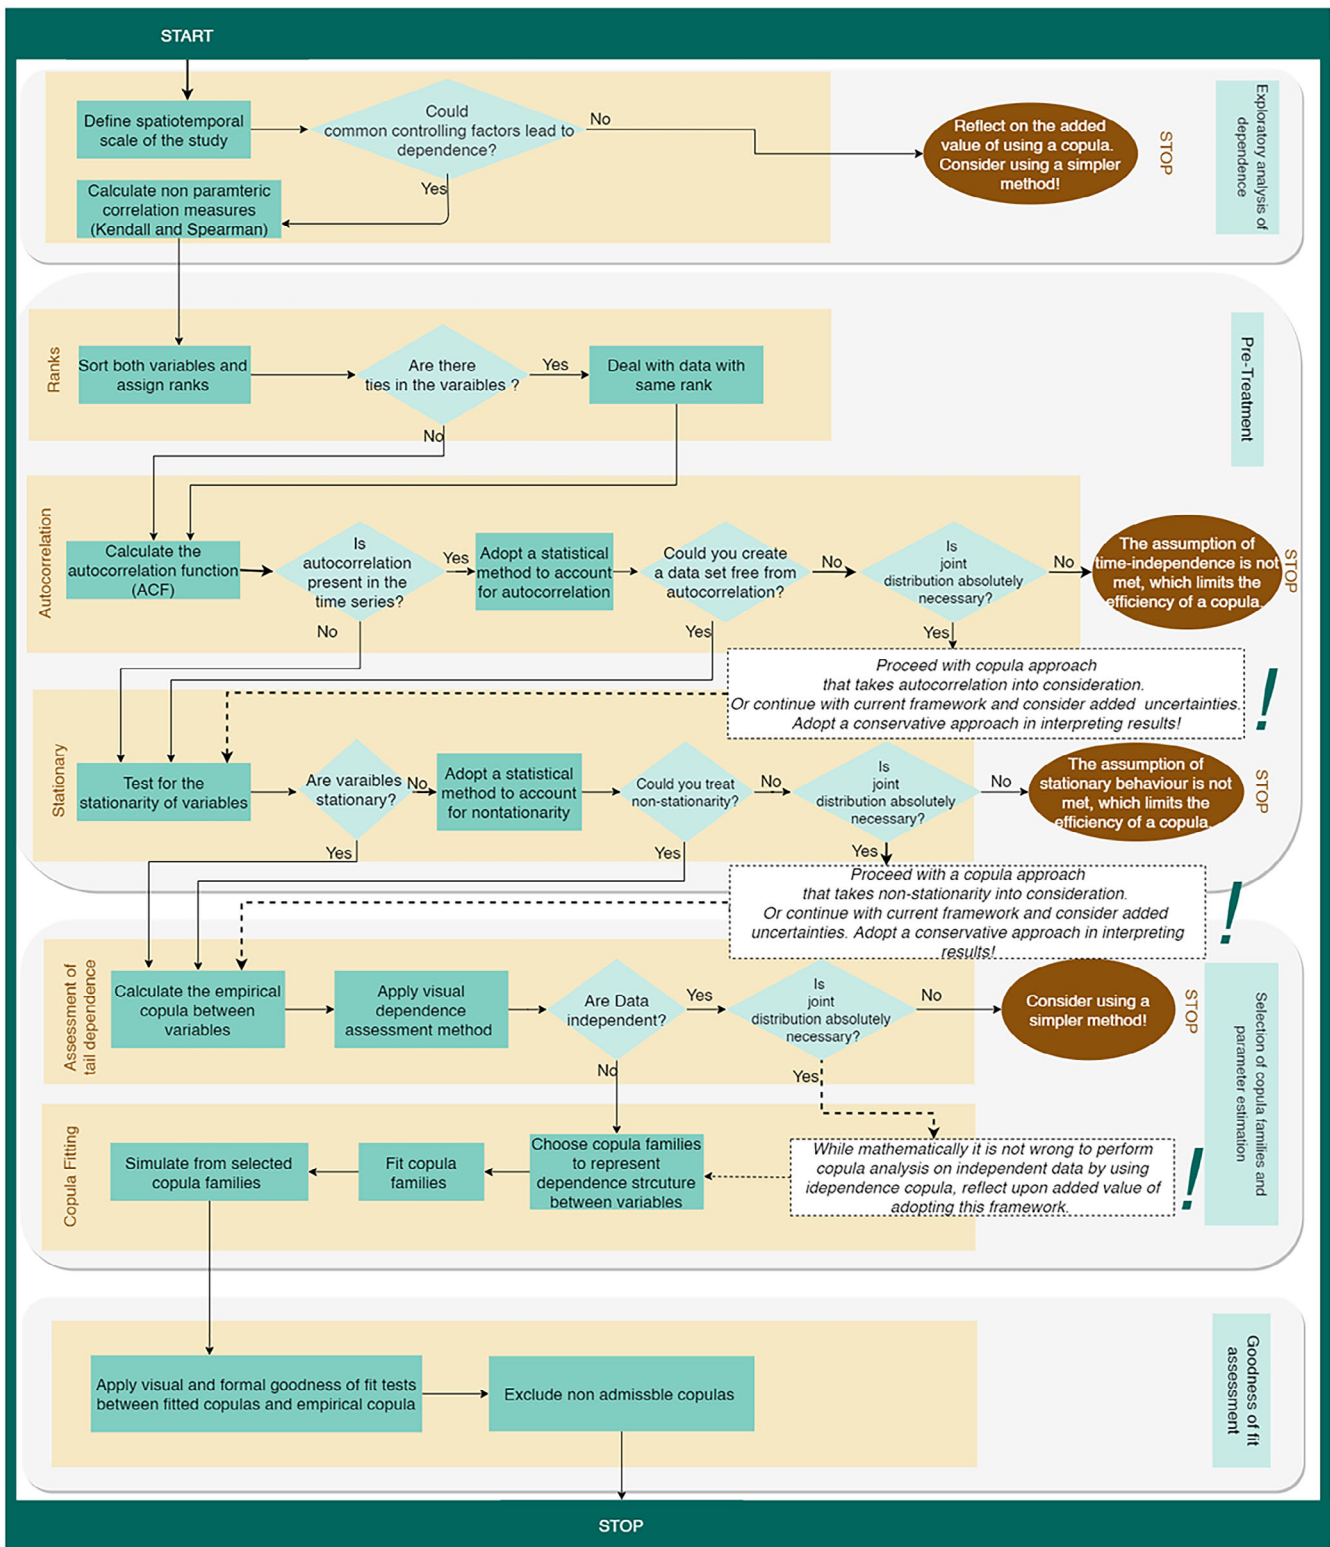 START
Define spatiotemporal
scale of the study
Could
common controlling factors lead to
dependence?
No
Reflect on the added
value of using a copula.
Consider using a simpler
method!
STOP
Exploratory analysis of
dependence
Yes
Calculate non paramteric
correlation measures
(Kendall and Spearman)
Pre-Treatment
Ranks
Sort both variables and
assign ranks
Are there
ties in the varaibles ?
Yes
Deal with data with
same rank
No
Autocorrelation
Calculate the
autocorrelation function
(ACF)
Is
autocorrelation
present in the
time series?
Yes
Adopt a statistical
method to account
for autocorrelation
Could you create
a data set free from
autocorrelation?
No
Is
joint
distribution absolutely
necessary?
No
The assumption of
time-independence is not
met, which limits the
efficiency of a copula.
STOP
No
Yes
Yes
Proceed with copula approach
that takes autocorrelation into consideration.
Or continue with current framework and consider added uncertainties.
Adopt a conservative approach in interpreting results!
!
Stationary
Test for the
stationarity of variables
Are varaibles
stationary?
No
Adopt a statistical
method to account
for nontationarity
Could you treat
non-stationarity?
No
Is
joint
distribution absolutely
necessary?
No
The assumption of
stationary behaviour is
not met, which limits the
efficiency of a copula.
STOP
Yes
Yes
Yes
Proceed with a copula approach
that takes non-stationarity into consideration.
Or continue with current framework and consider added
uncertainties. Adopt a conservative approach in interpreting
results!
!
Assessment of
tail dependence
Calculate the empirical
copula between
variables
Apply visual
dependence
assessment method
Are Data
independent?
Yes
Is
joint
distribution absolutely
necessary?
No
Consider using a
simpler method!
STOP
Selection of copula families and
parameter estimation
No
Yes
Copula Fitting
Simulate from selected
copula families
Fit copula
families
Choose copula families
to represent
dependence strcuture
between variables
While mathematically it is not wrong to perform
copula analysis on independent data by using
idependence copula, reflect upon added value of
adopting this framework.
!
Apply visual and formal goodness of fit tests
between fitted copulas and empirical copula
Exclude non admissble copulas
Goodness of fit
assessment
STOP